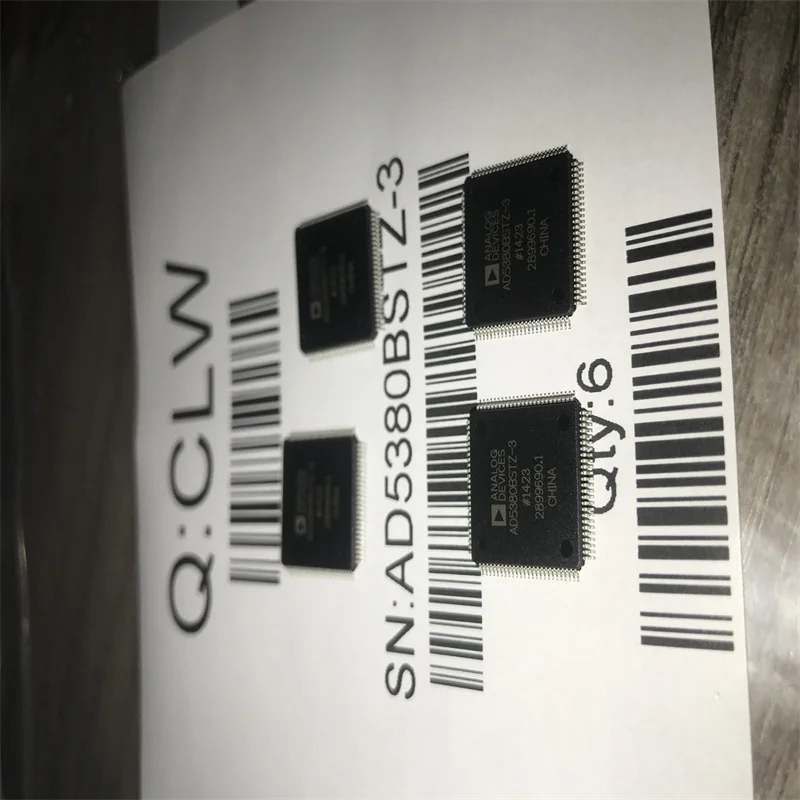 Q:CLW
SN:AD5380BSTZ-3
Qty:6
ANALOG
DEVICES
AD5380BSTZ-3
#1423
2899690.1
CHINA
ANALOG
DEVICES
AD5380BSTZ-3
#1423
2899690.1
CHINA